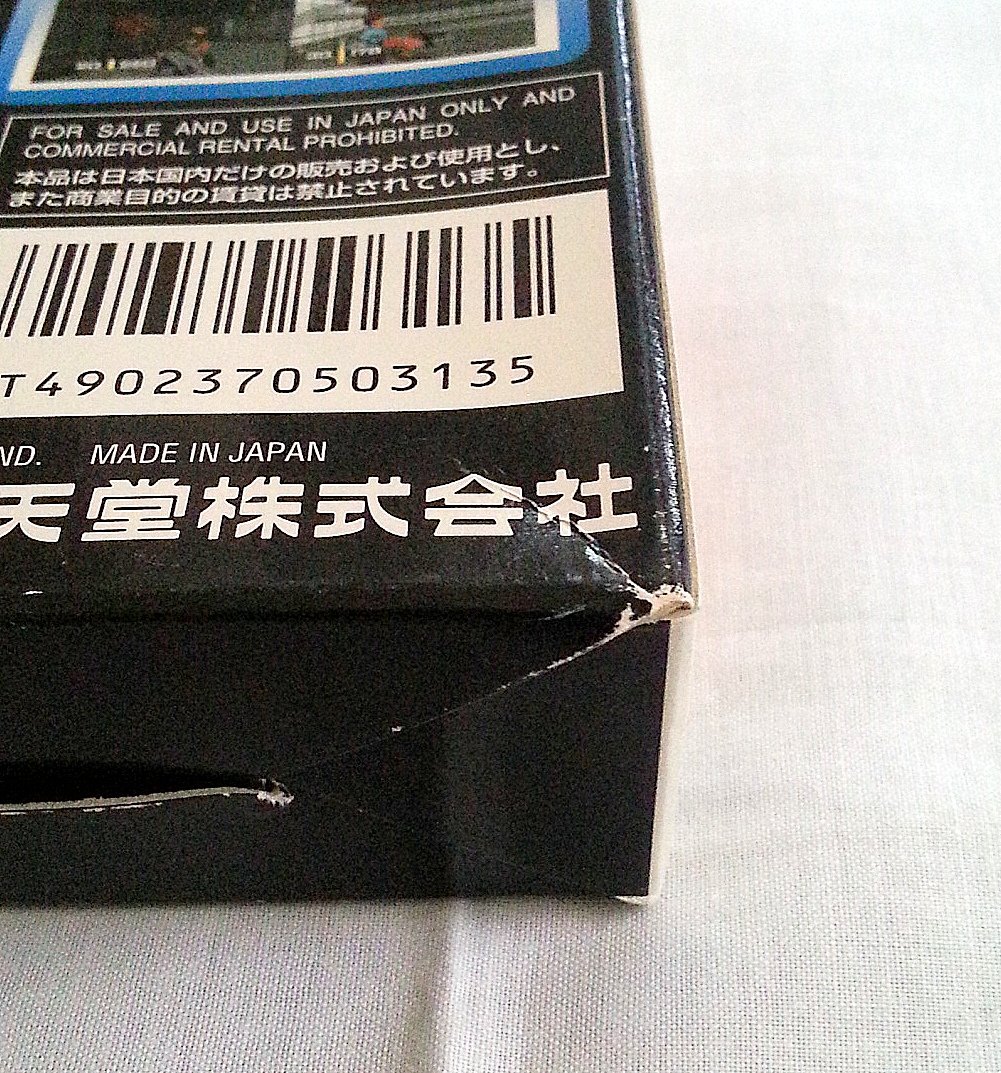 FOR SALE AND USE IN JAPAN ONLY AND
COMMERCIAL RENTAL PROHIBITED.
本品は日本国内だけの販売および使用とし、
また商業目的の賃貸は禁止されています。
T4902370503135
ND. MADE IN JAPAN
天堂株式会社